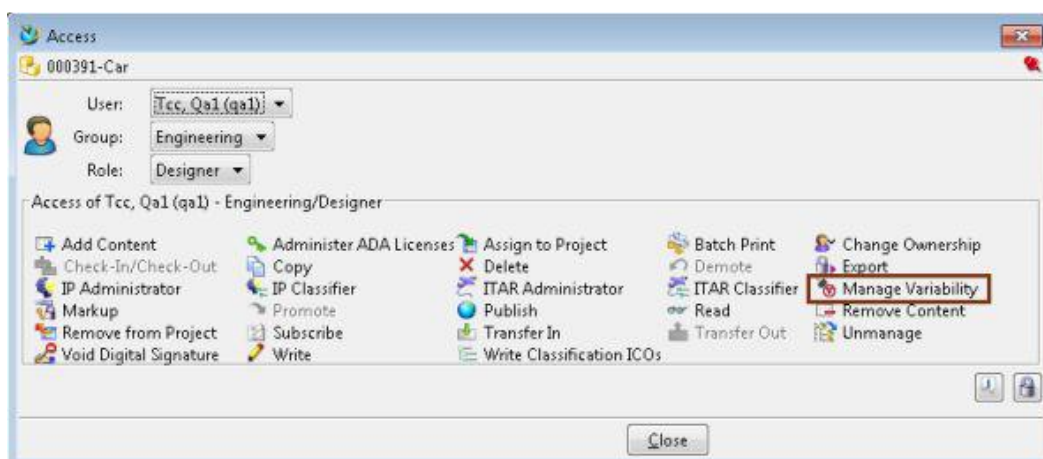 Access
000391-Car
User: Tcc, Qa1 (qa1)
Group: Engineering
Role: Designer
Access of Tcc, Qa1 (qa1) - Engineering/Designer
Add Content Administer ADA Licenses Assign to Project Batch Print Change Ownership
Check-In/Check-Out Copy Delete Demote Export
IP Administrator IP Classifier ITAR Administrator ITAR Classifier Manage Variability
Markup Promote Publish Read Remove Content
Remove from Project Subscribe Transfer In Transfer Out Unmanage
Void Digital Signature Write Write Classification ICOs
Close